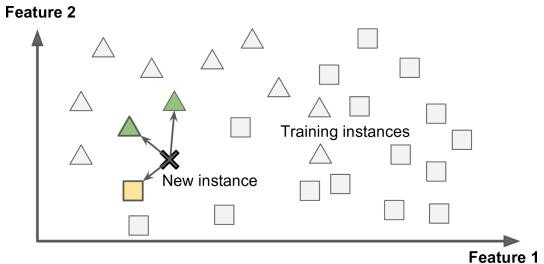 Feature 2
Training instances
New instance
Feature 1